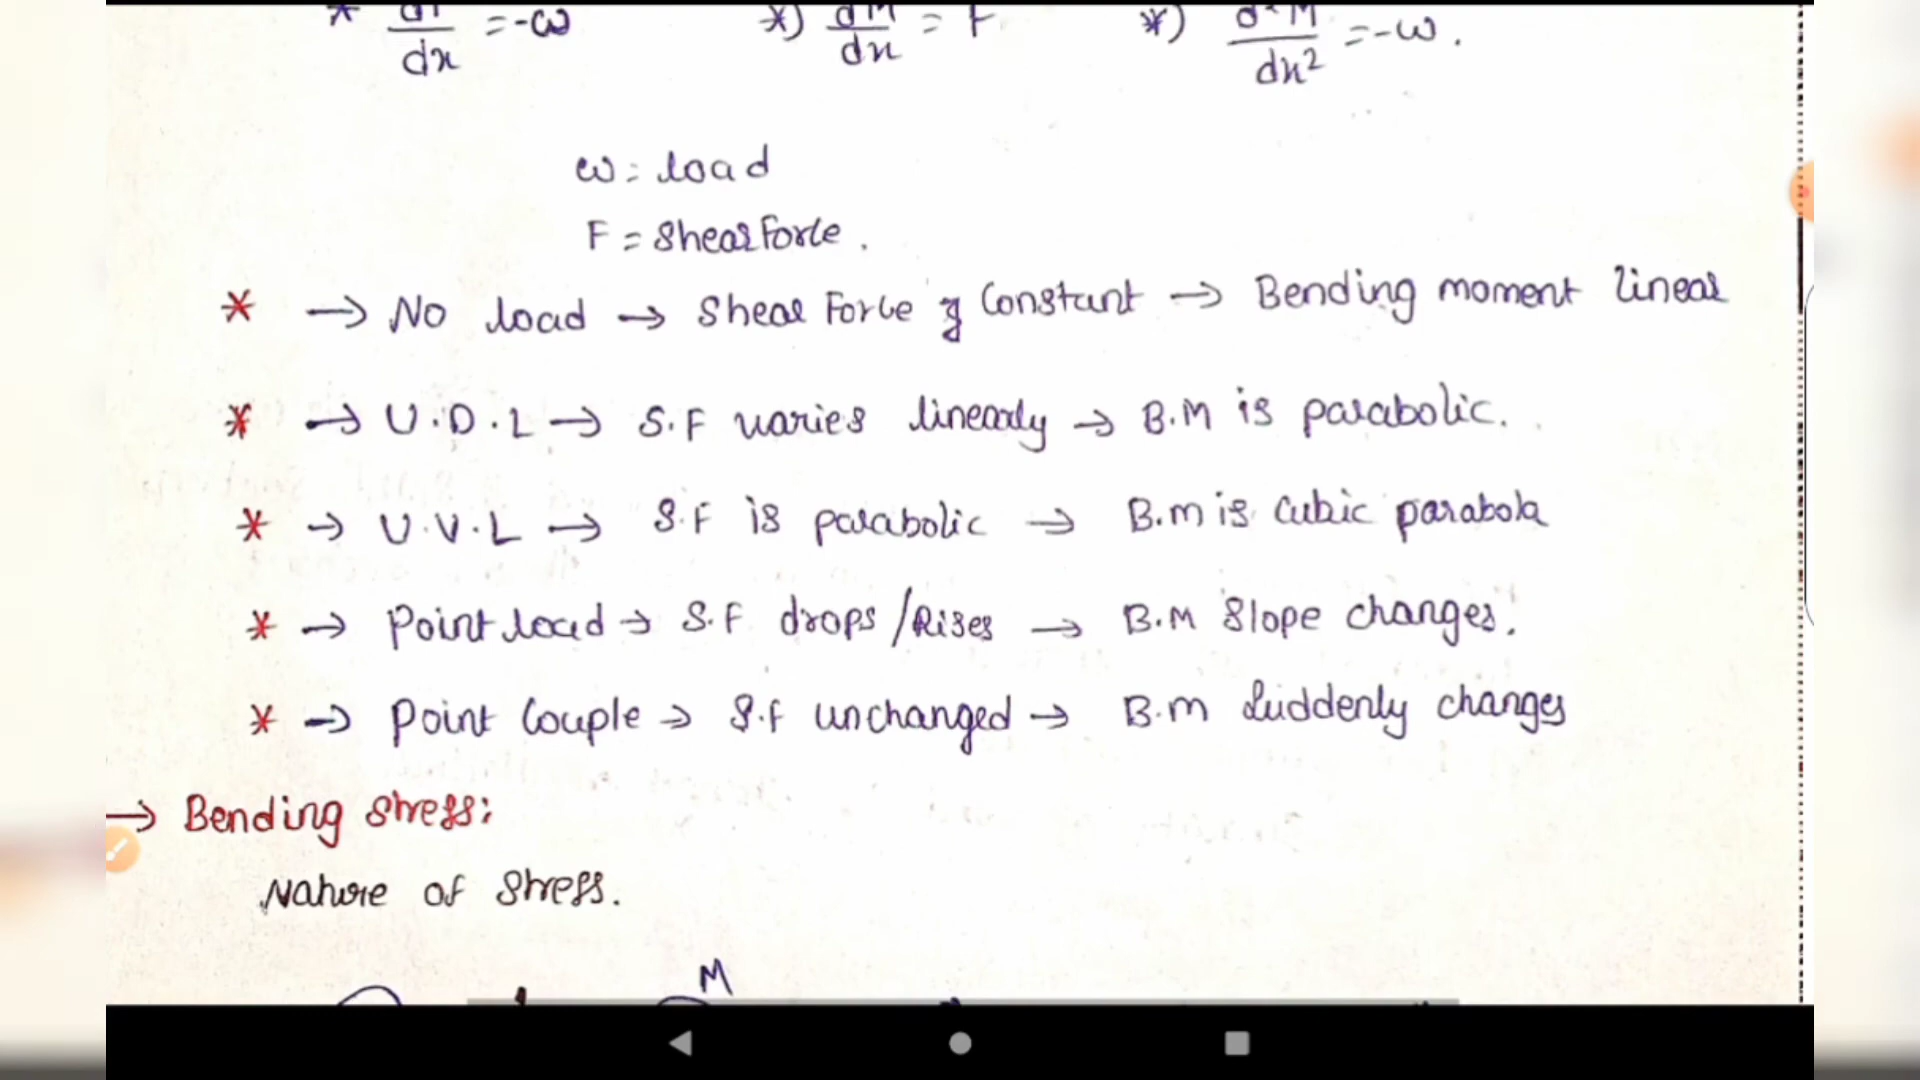 * dF/dx = -ω *) dM/dx = F *) d²M/dx² = -ω.
ω = load
F = Shear Force.
* → No load → Shear Force is Constant → Bending moment linear
* → U.D.L → S.F varies linearly → B.M is parabolic.
* → U.V.L → S.F is parabolic → B.m is Cubic parabola
* → Point load → S.F drops/Rises → B.M Slope changes.
* → Point Couple → S.f unchanged → B.m Suddenly changes
→ Bending Stress:
Nature of Stress.
M